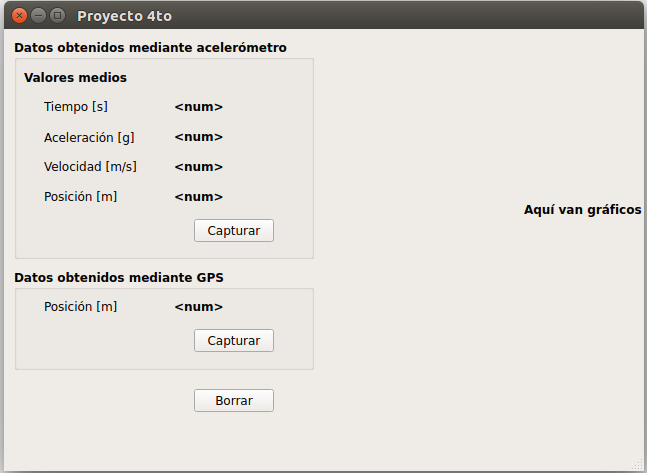 Proyecto 4to
Datos obtenidos mediante acelerómetro
Valores medios
Tiempo [s] <num>
Aceleración [g] <num>
Velocidad [m/s] <num>
Posición [m] <num>
Capturar
Aquí van gráficos
Datos obtenidos mediante GPS
Posición [m] <num>
Capturar
Borrar